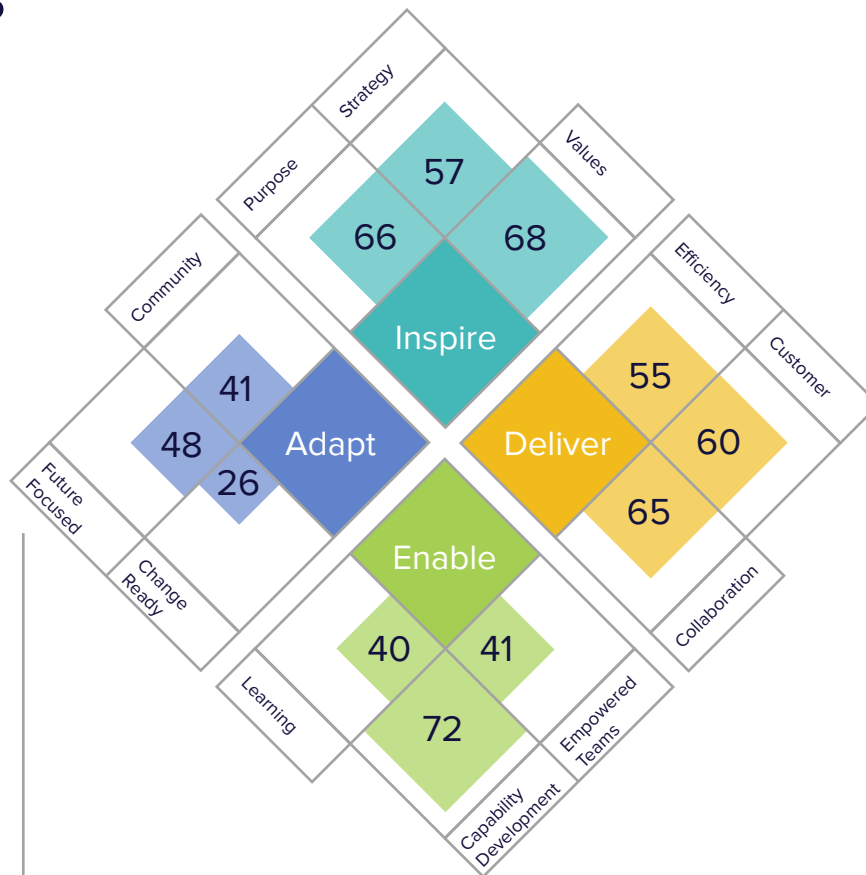 Strategy
Purpose
57
Values
66
68
Inspire
Community
Efficiency
Customer
41
48
26
Adapt
Deliver
55
60
65
Future
Focused
Change
Ready
Enable
40
41
72
Learning
Empowered
Teams
Capability
Development
Collaboration